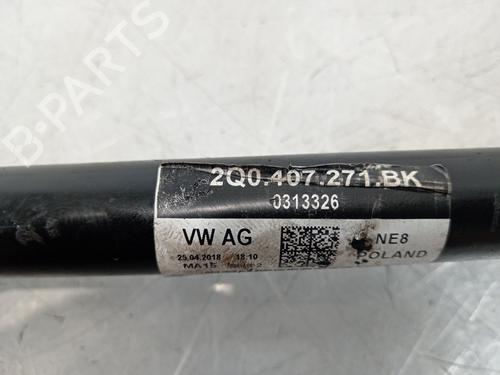 B-PARTS
2Q0.407.271.BK
0313326
VW AG
NE8
POLAND
25.04.2018 18:10
MA15